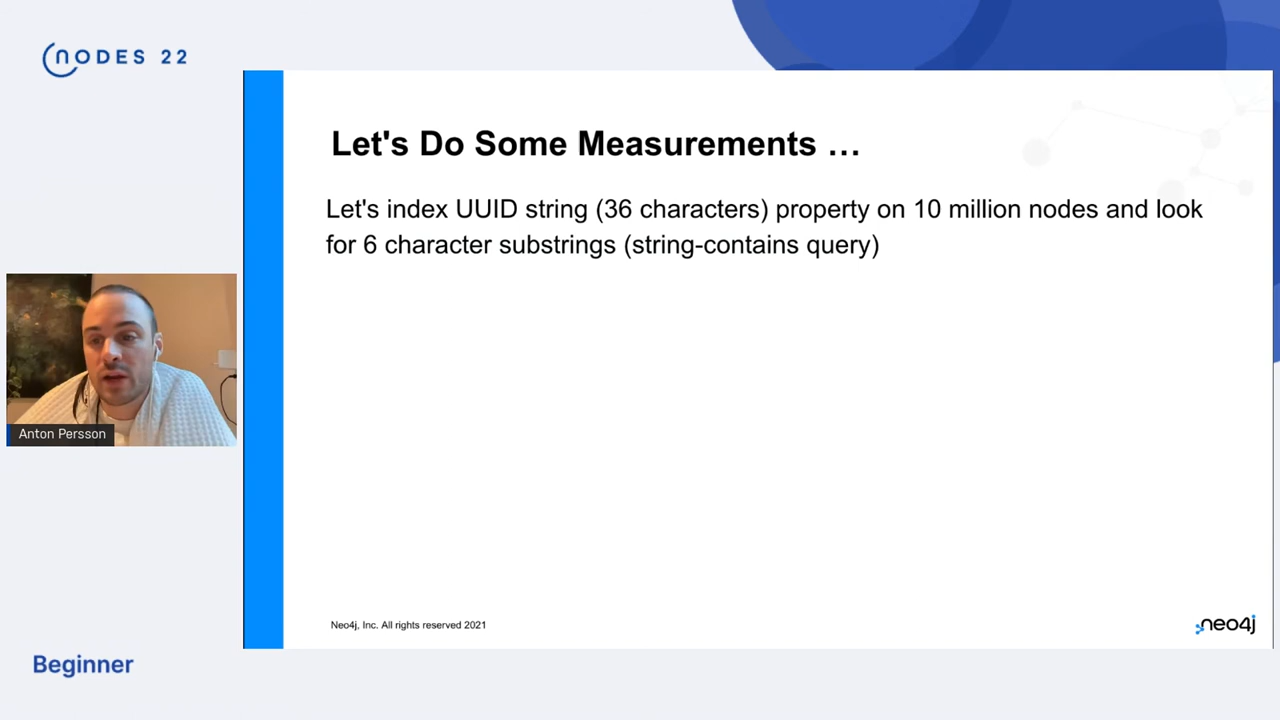 NODES 22
Let's Do Some Measurements …
Let's index UUID string (36 characters) property on 10 million nodes and look
for 6 character substrings (string-contains query)
Anton Persson
Neo4j, Inc. All rights reserved 2021
neo4j
Beginner